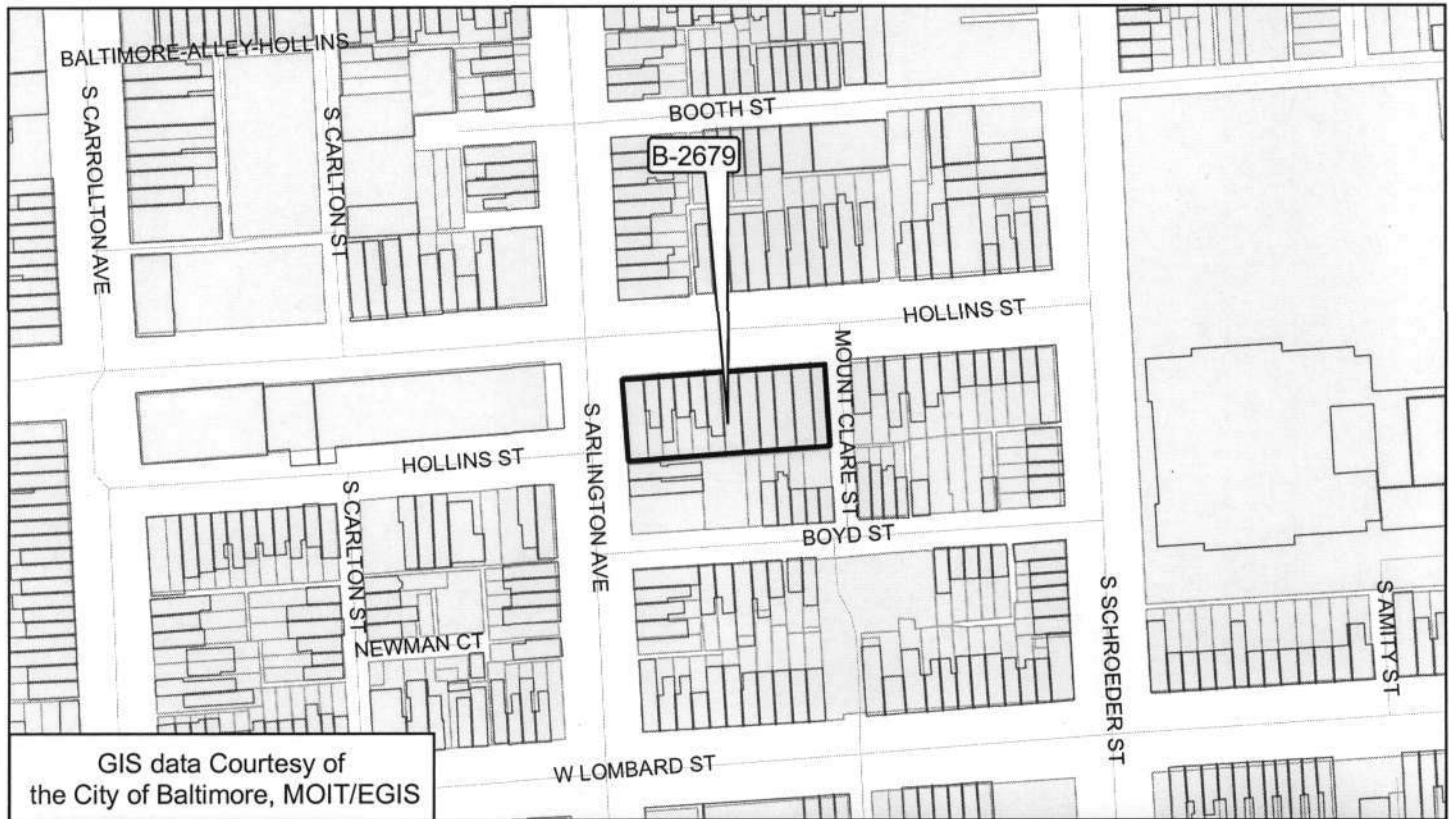 BALTIMORE-ALLEY-HOLLINS
S CARROLLTON AVE
S CARLTON ST
BOOTH ST
B-2679
HOLLINS ST
MOUNT CLARE ST
S ARLINGTON AVE
HOLLINS ST
S CARLTON ST
BOYD ST
NEWMAN CT
S SCHROEDER ST
S AMITY ST
W LOMBARD ST
GIS data Courtesy of
the City of Baltimore, MOIT/EGIS